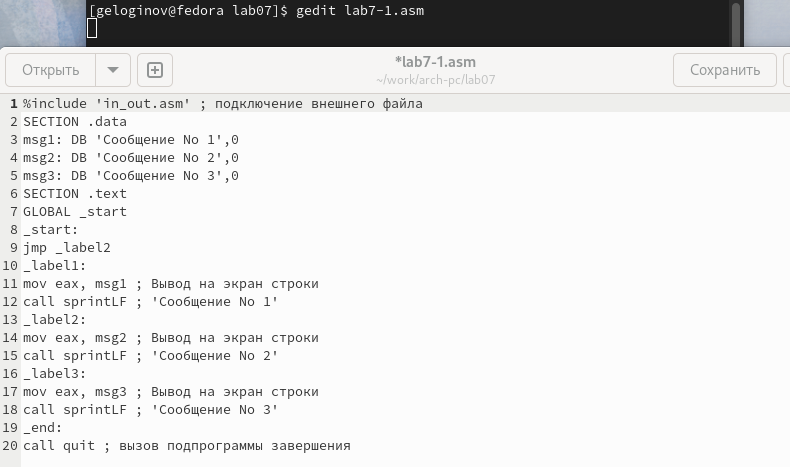 [geloginov@fedora lab07]$ gedit lab7-1.asm
Открыть
*lab7-1.asm
~/work/arch-pc/lab07
Сохранить
1 %include 'in_out.asm' ; подключение внешнего файла
2 SECTION .data
3 msg1: DB 'Сообщение No 1',0
4 msg2: DB 'Сообщение No 2',0
5 msg3: DB 'Сообщение No 3',0
6 SECTION .text
7 GLOBAL _start
8 _start:
9 jmp _label2
10 _label1:
11 mov eax, msg1 ; Вывод на экран строки
12 call sprintLF ; 'Сообщение No 1'
13 _label2:
14 mov eax, msg2 ; Вывод на экран строки
15 call sprintLF ; 'Сообщение No 2'
16 _label3:
17 mov eax, msg3 ; Вывод на экран строки
18 call sprintLF ; 'Сообщение No 3'
19 _end:
20 call quit ; вызов подпрограммы завершения